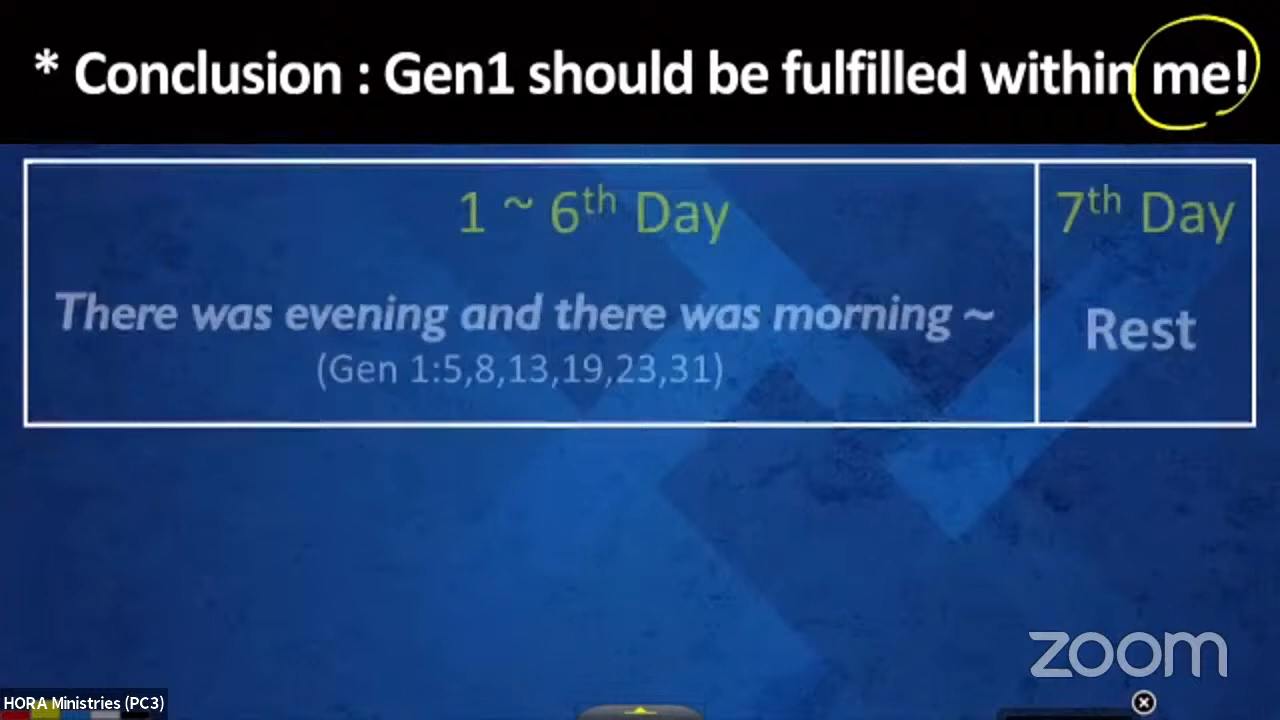 * Conclusion : Gen1 should be fulfilled within me!
1 ~ 6th Day
7th Day
There was evening and there was morning ~
(Gen 1:5,8,13,19,23,31)
Rest
zoom
HORA Ministries (PC3)